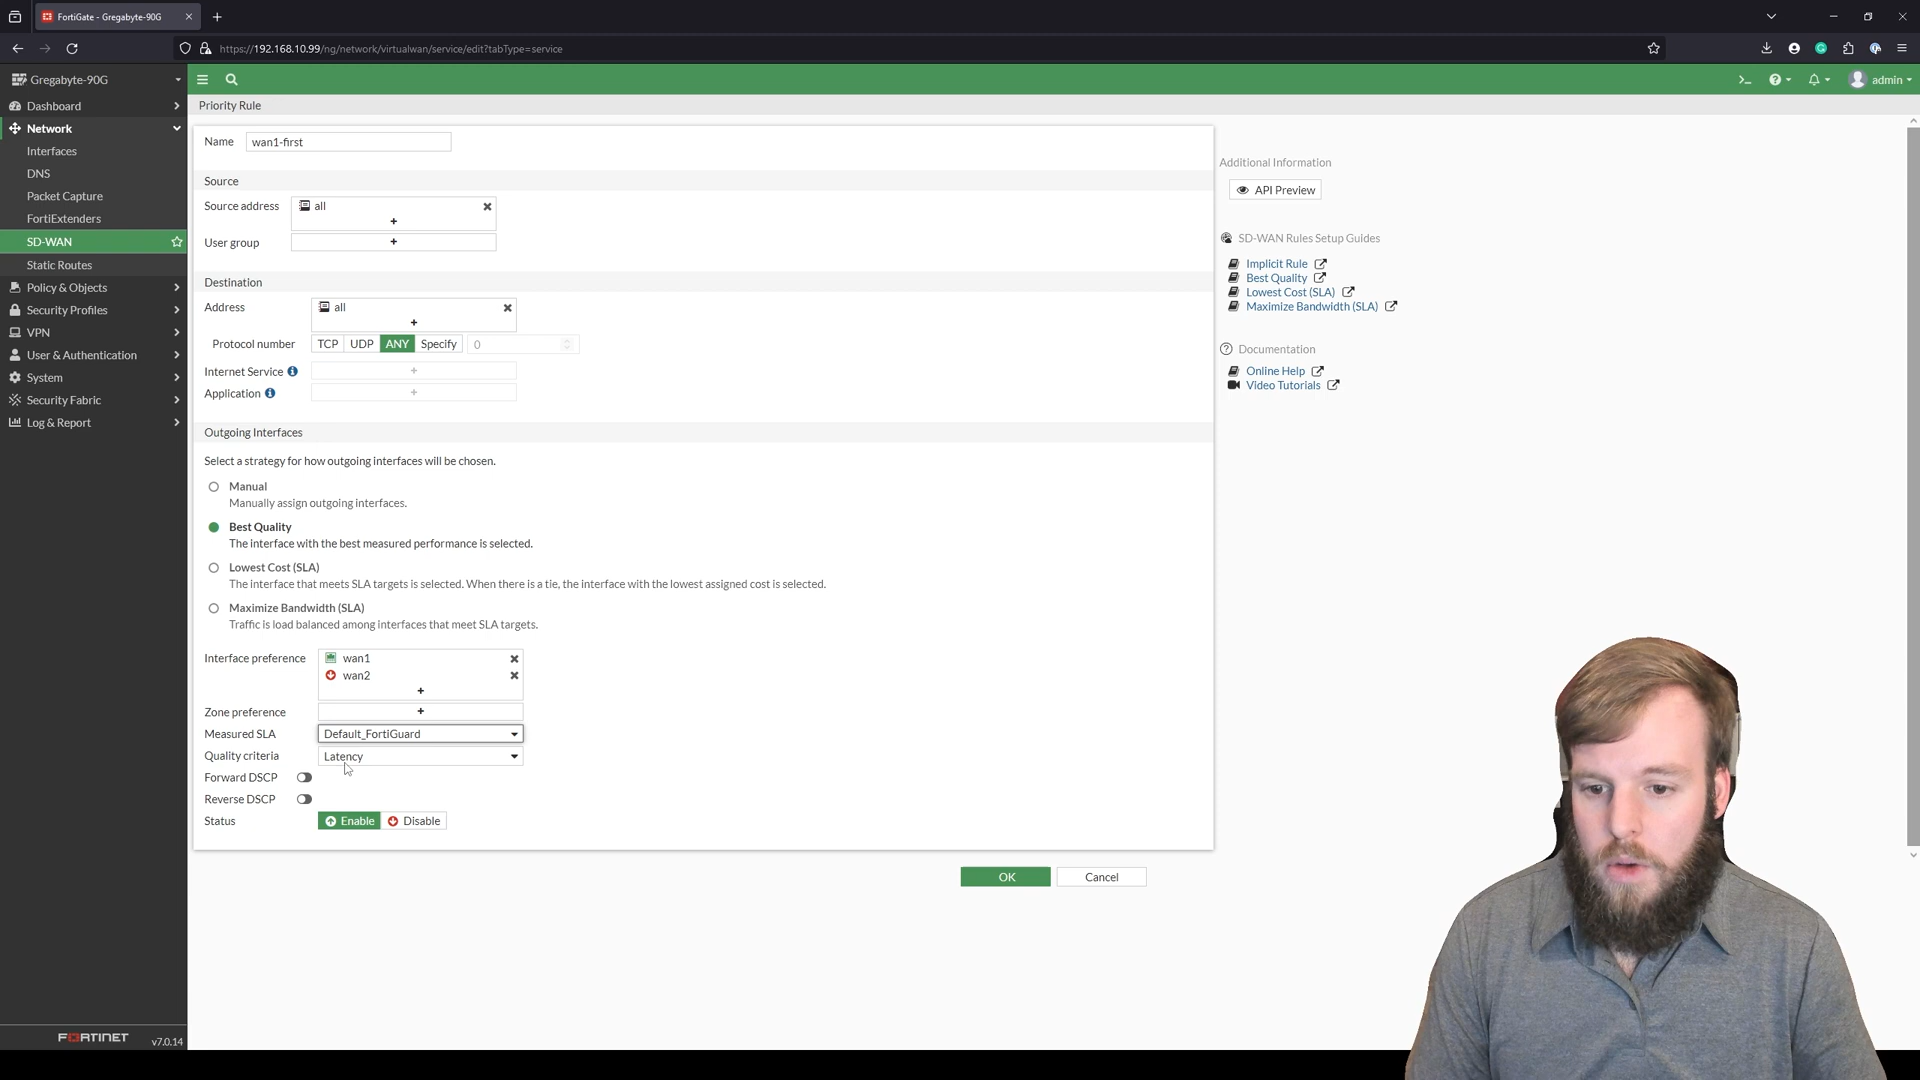 FortiGate - Gregabyte-90G
https://192.168.10.99/ng/network/virtualwan/service/edit?tabType=service
Gregabyte-90G
admin
Dashboard
Network
Interfaces
DNS
Packet Capture
FortiExtenders
SD-WAN
Static Routes
Policy & Objects
Security Profiles
VPN
User & Authentication
System
Security Fabric
Log & Report
FORTINET
v7.0.14
Priority Rule
Name wan1-first
Source
Source address all
User group
Destination
Address all
Protocol number TCP UDP ANY Specify 0
Internet Service
Application
Outgoing Interfaces
Select a strategy for how outgoing interfaces will be chosen.
Manual
Manually assign outgoing interfaces.
Best Quality
The interface with the best measured performance is selected.
Lowest Cost (SLA)
The interface that meets SLA targets is selected. When there is a tie, the interface with the lowest assigned cost is selected.
Maximize Bandwidth (SLA)
Traffic is load balanced among interfaces that meet SLA targets.
Interface preference wan1
wan2
Zone preference
Measured SLA Default_FortiGuard
Quality criteria Latency
Forward DSCP
Reverse DSCP
Status Enable Disable
OK Cancel
Additional Information
API Preview
SD-WAN Rules Setup Guides
Implicit Rule
Best Quality
Lowest Cost (SLA)
Maximize Bandwidth (SLA)
Documentation
Online Help
Video Tutorials